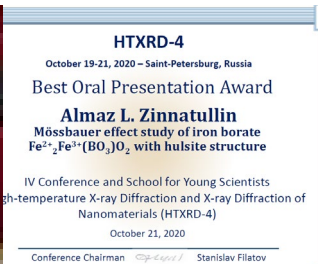 HTXRD-4
October 19-21, 2020 – Saint-Petersburg, Russia
Best Oral Presentation Award
Almaz L. Zinnatullin
Mössbauer effect study of iron borate
Fe²⁺₂Fe³⁺(BO₃)O₂ with hulsite structure
IV Conference and School for Young Scientists
gh-temperature X-ray Diffraction and X-ray Diffraction of
Nanomaterials (HTXRD-4)
October 21, 2020
Conference Chairman Stanislav Filatov